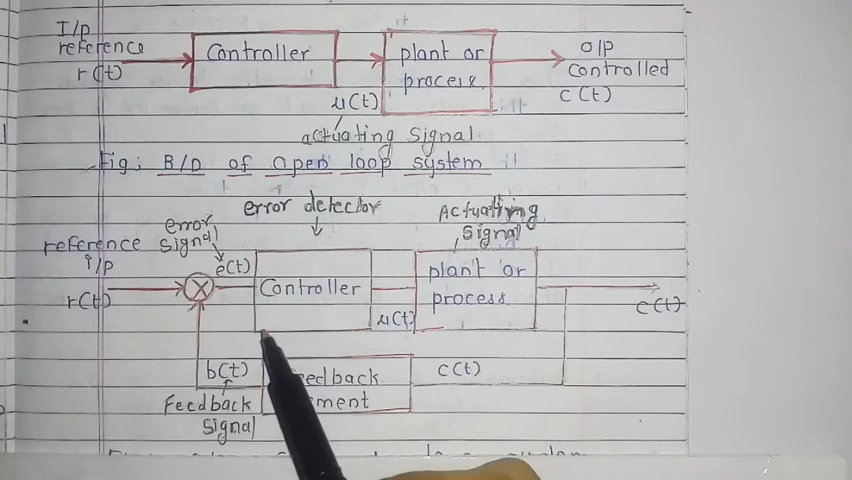 I/p
reference
r(t)
Controller
plant or
process.
o/p
Controlled
c(t)
u(t)
actuating Signal
Fig: B/D of Open loop system
error detector
error
signal
Actuating
Signal
reference
i/p
r(t)
e(t)
Controller
u(t)
plant or
process.
c(t)
b(t)
Feedback
Signal
eedback
ment
c(t)